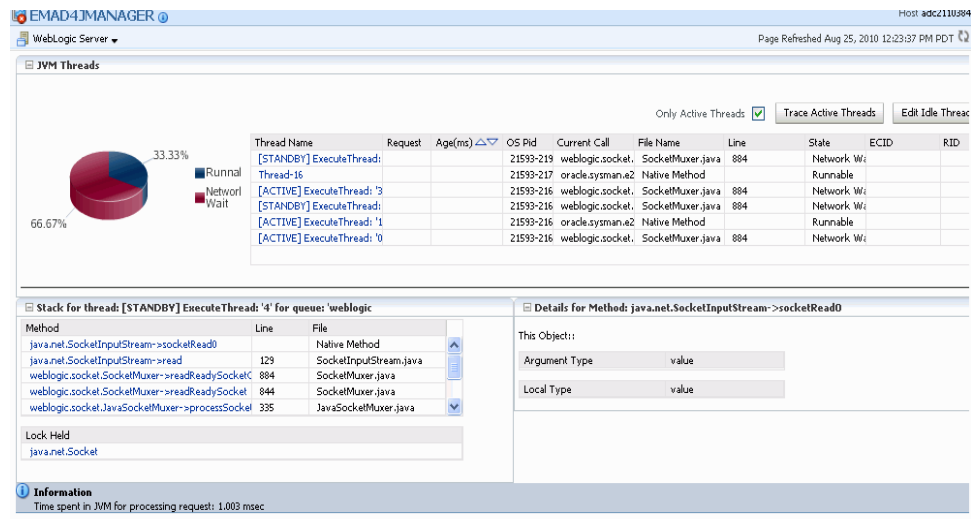 EMAD4JMANAGER
Host adc2110384
WebLogic Server
Page Refreshed Aug 25, 2010 12:23:37 PM PDT
JVM Threads
Only Active Threads
Trace Active Threads
Edit Idle Threac
33.33%
66.67%
Runnal
Networl
Wait
Thread Name Request Age(ms) OS Pid Current Call File Name Line State ECID RID
[STANDBY] ExecuteThread: 21593-219 weblogic.socket. SocketMuxer.java 884 Network Wa
Thread-16 21593-217 oracle.sysman.e2 Native Method Runnable
[ACTIVE] ExecuteThread: '3 21593-216 weblogic.socket. SocketMuxer.java 884 Network Wa
[STANDBY] ExecuteThread: 21593-216 weblogic.socket. SocketMuxer.java 884 Network Wa
[ACTIVE] ExecuteThread: '1 21593-216 oracle.sysman.e2 Native Method Runnable
[ACTIVE] ExecuteThread: '0 21593-216 weblogic.socket. SocketMuxer.java 884 Network Wa
Stack for thread: [STANDBY] ExecuteThread: '4' for queue: 'weblogic
Method Line File
java.net.SocketInputStream->socketRead0 Native Method
java.net.SocketInputStream->read 129 SocketInputStream.java
weblogic.socket.SocketMuxer->readReadySocketO 884 SocketMuxer.java
weblogic.socket.SocketMuxer->readReadySocket 844 SocketMuxer.java
weblogic.socket.JavaSocketMuxer->processSocket 335 JavaSocketMuxer.java
Lock Held
java.net.Socket
Details for Method: java.net.SocketInputStream->socketRead0
This Object::
Argument Type value
Local Type value
Information
Time spent in JVM for processing request: 1.003 msec